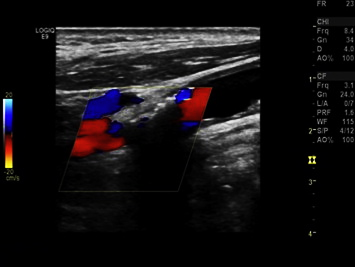 FR 23
LOGIQ
E9
CHI
Frq 8.4
Gn 34
D 4.0
AO% 100
CF
Frq 3.1
Gn 24.0
L/A 0/7
PRF 1.6
WF 115
S/P 4/12
AO% 100
1
2
3
4
20
-20
cm/s